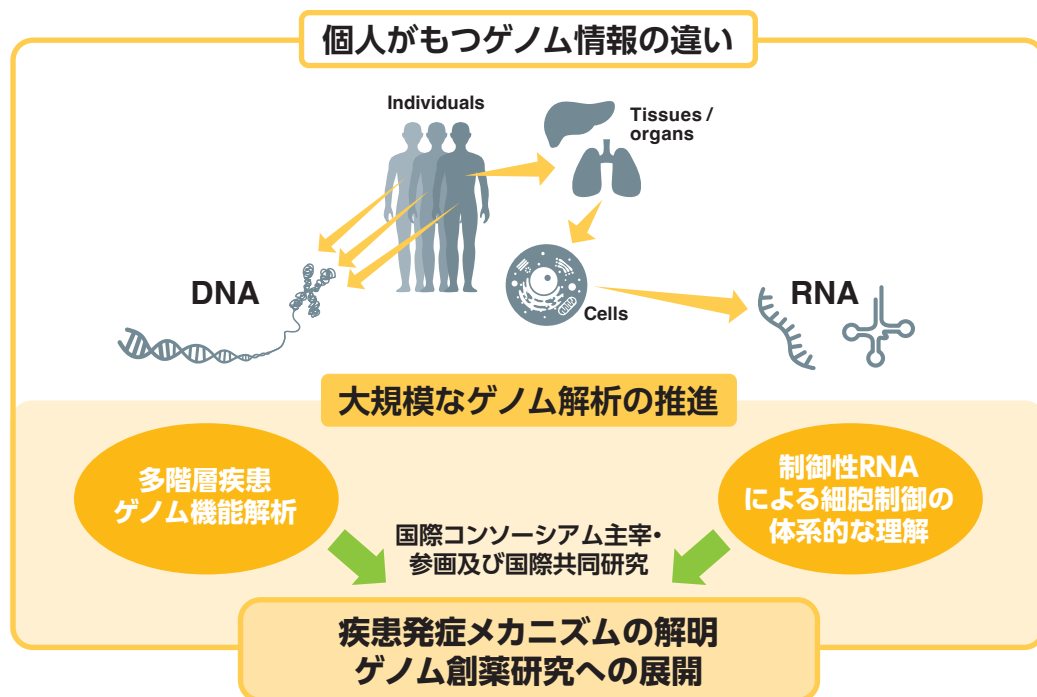 個人がもつゲノム情報の違い
Individuals
Tissues /
organs
DNA
Cells
RNA
大規模なゲノム解析の推進
多階層疾患
ゲノム機能解析
制御性RNA
による細胞制御の
体系的な理解
国際コンソーシアム主宰・
参画及び国際共同研究
疾患発症メカニズムの解明
ゲノム創薬研究への展開